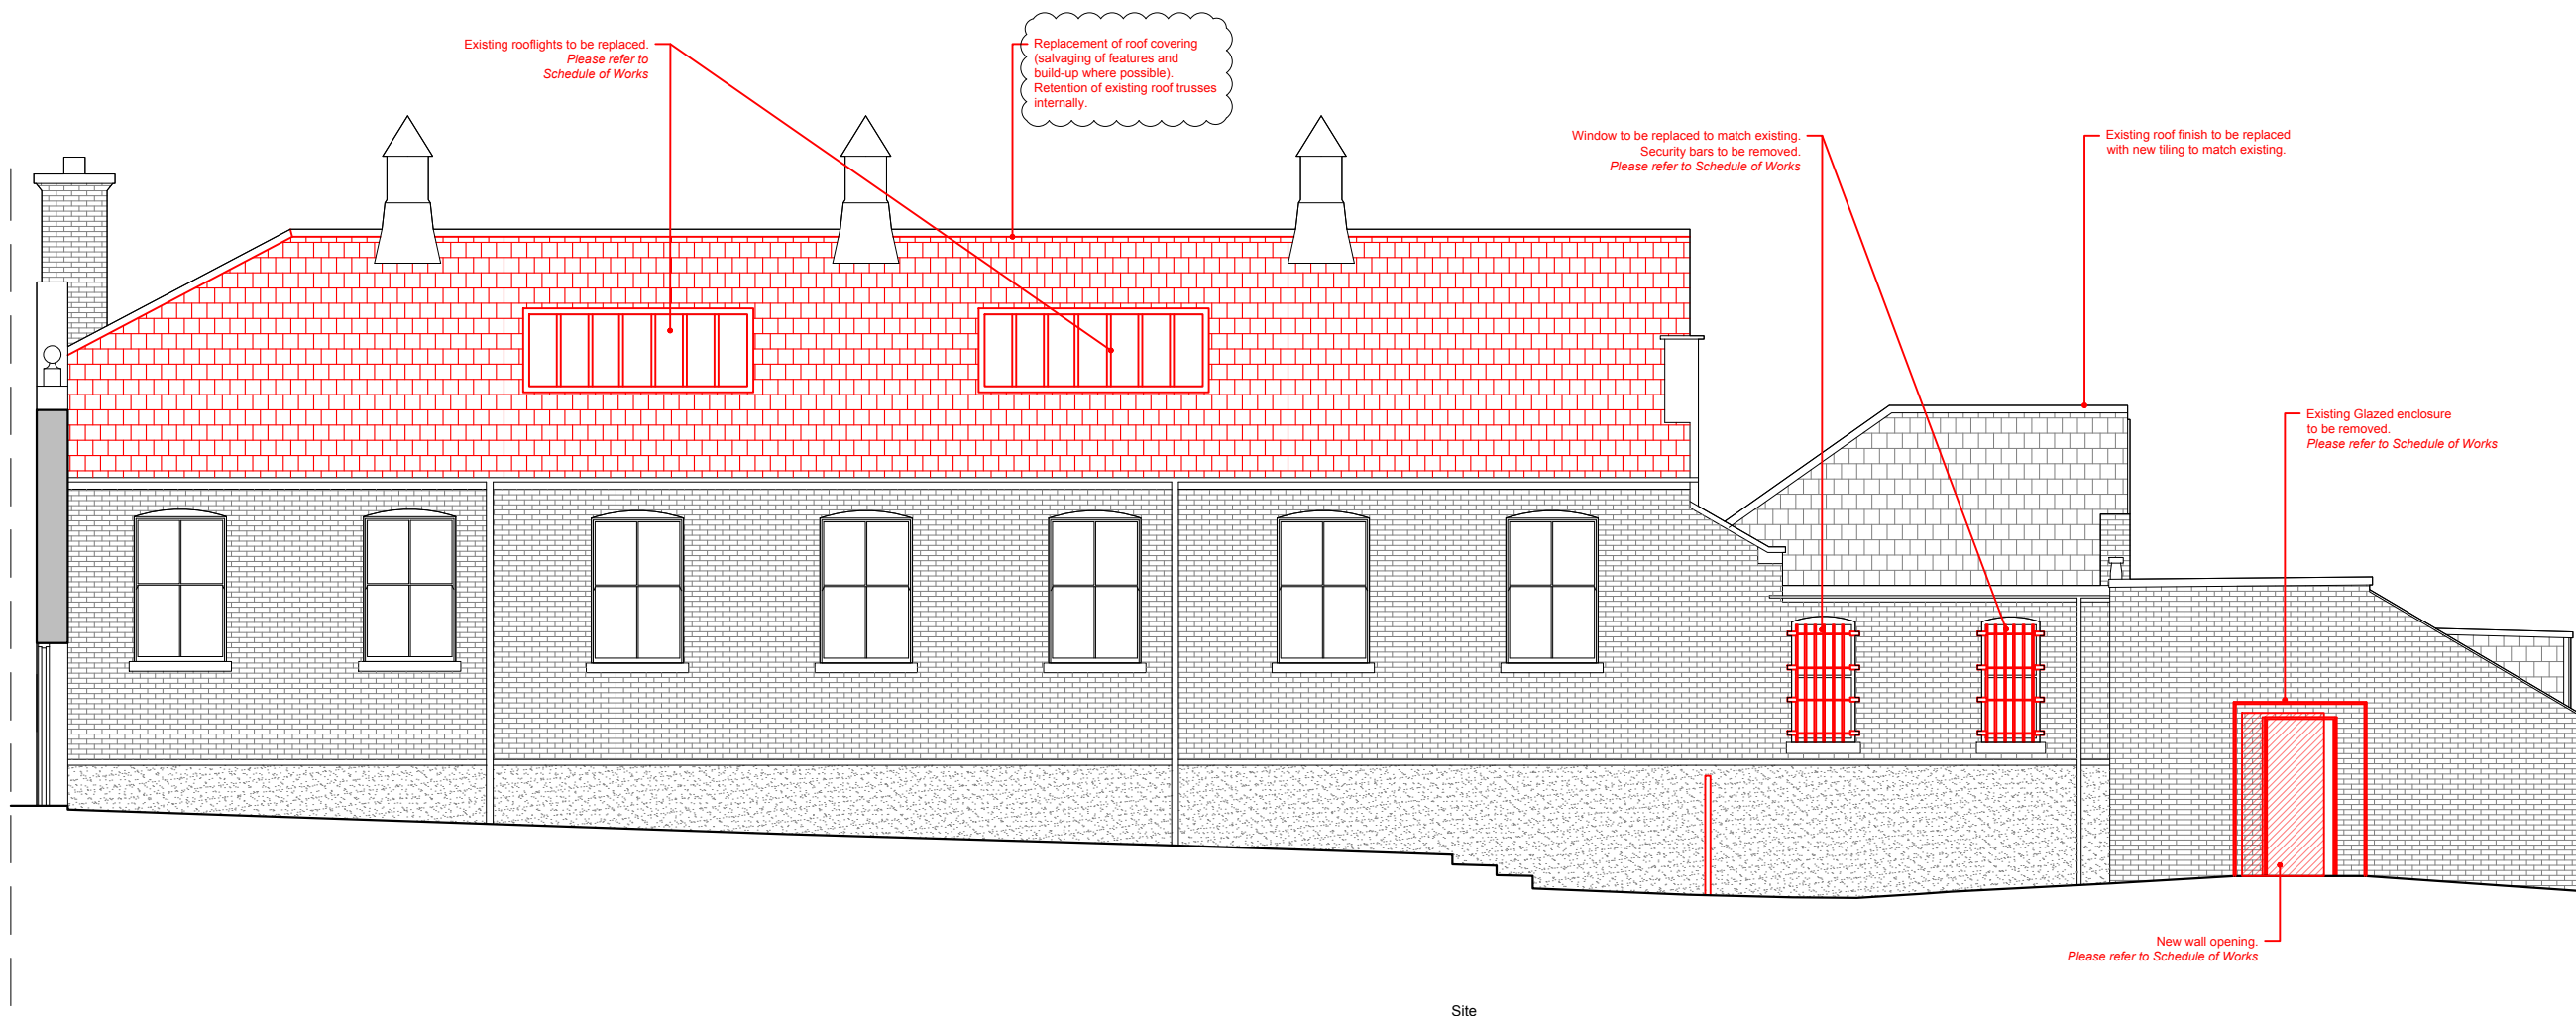 Existing rooflights to be replaced.
Please refer to
Schedule of Works
Replacement of roof covering
(salvaging of features and
build-up where possible).
Retention of existing roof trusses
internally.
Window to be replaced to match existing.
Security bars to be removed.
Please refer to Schedule of Works
Existing roof finish to be replaced
with new tiling to match existing.
Existing Glazed enclosure
to be removed.
Please refer to Schedule of Works
New wall opening.
Please refer to Schedule of Works
Site